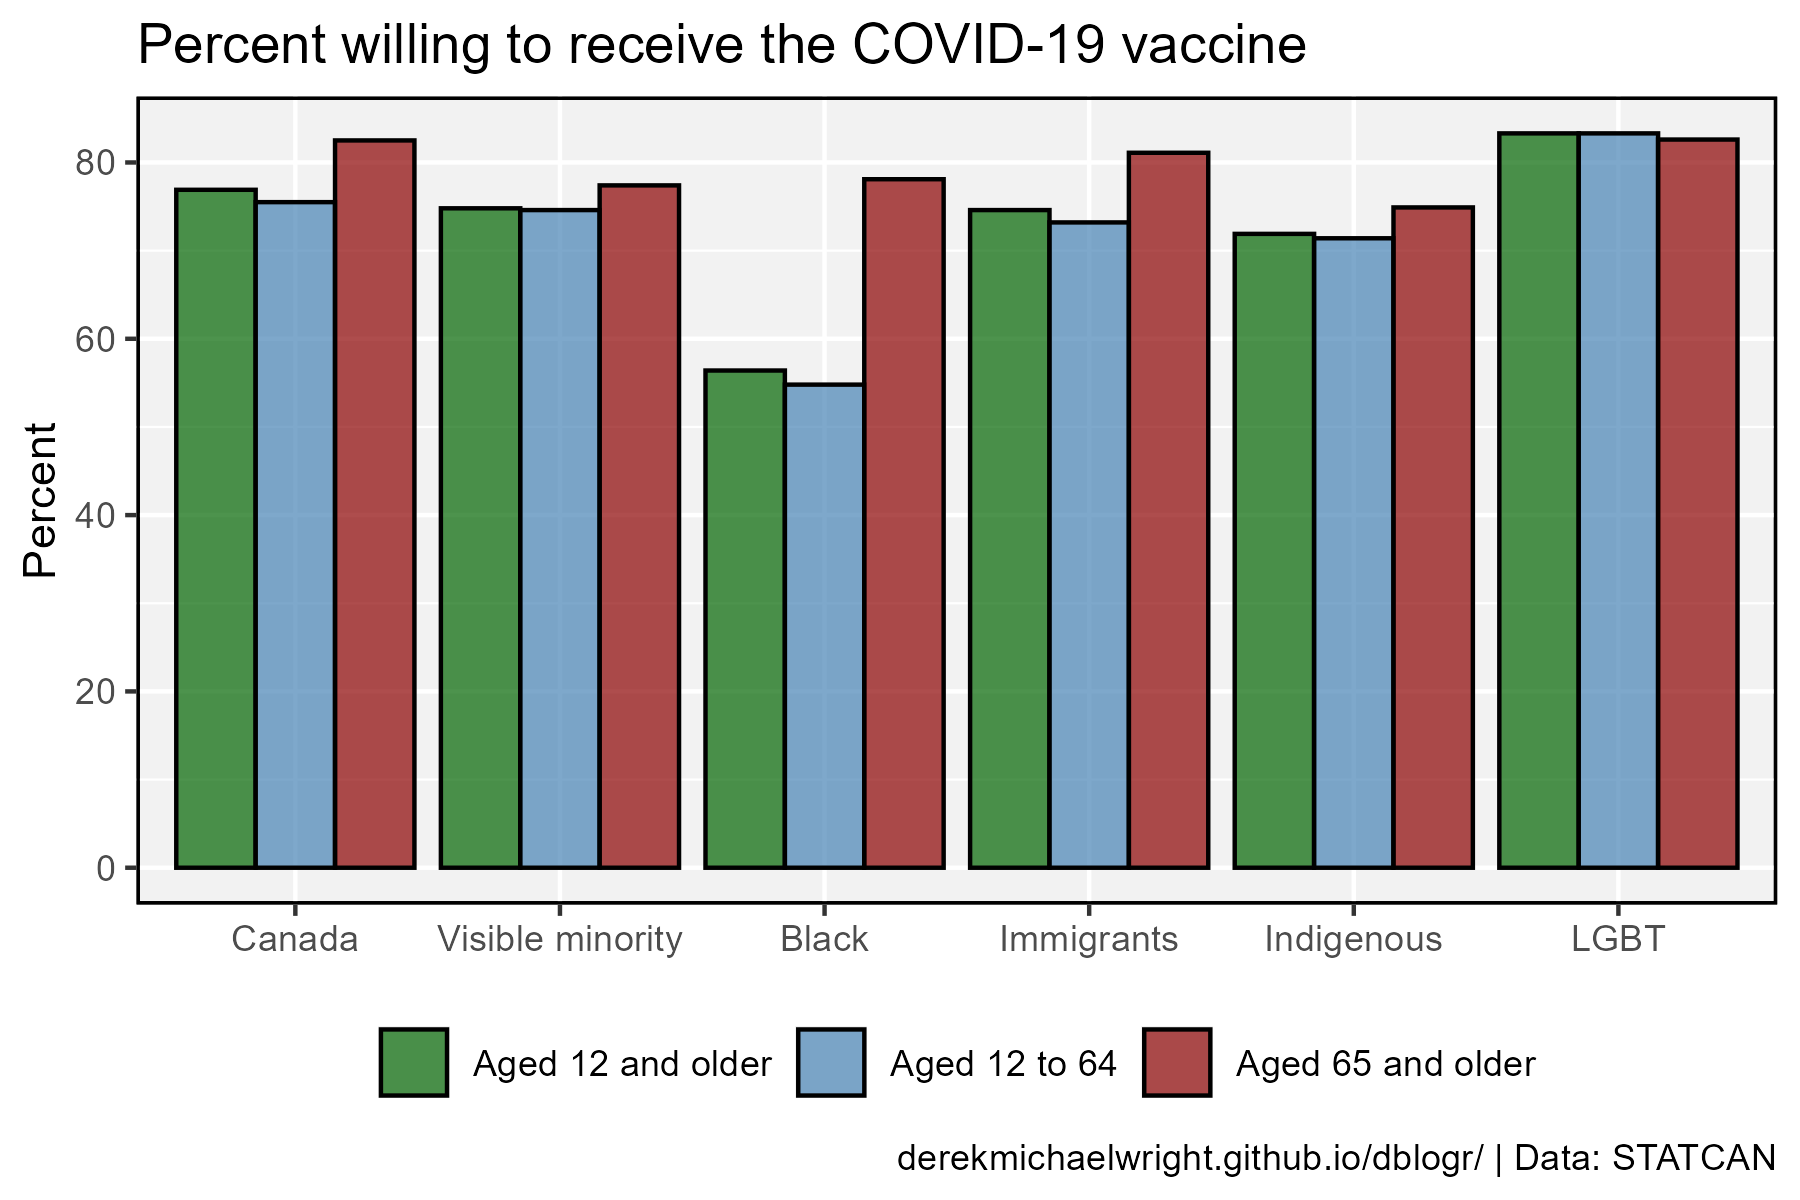 Percent willing to receive the COVID-19 vaccine
Percent
80
60
40
20
0
Canada Visible minority Black Immigrants Indigenous LGBT
Aged 12 and older Aged 12 to 64 Aged 65 and older
derekmichaelwright.github.io/dblogr/ | Data: STATCAN